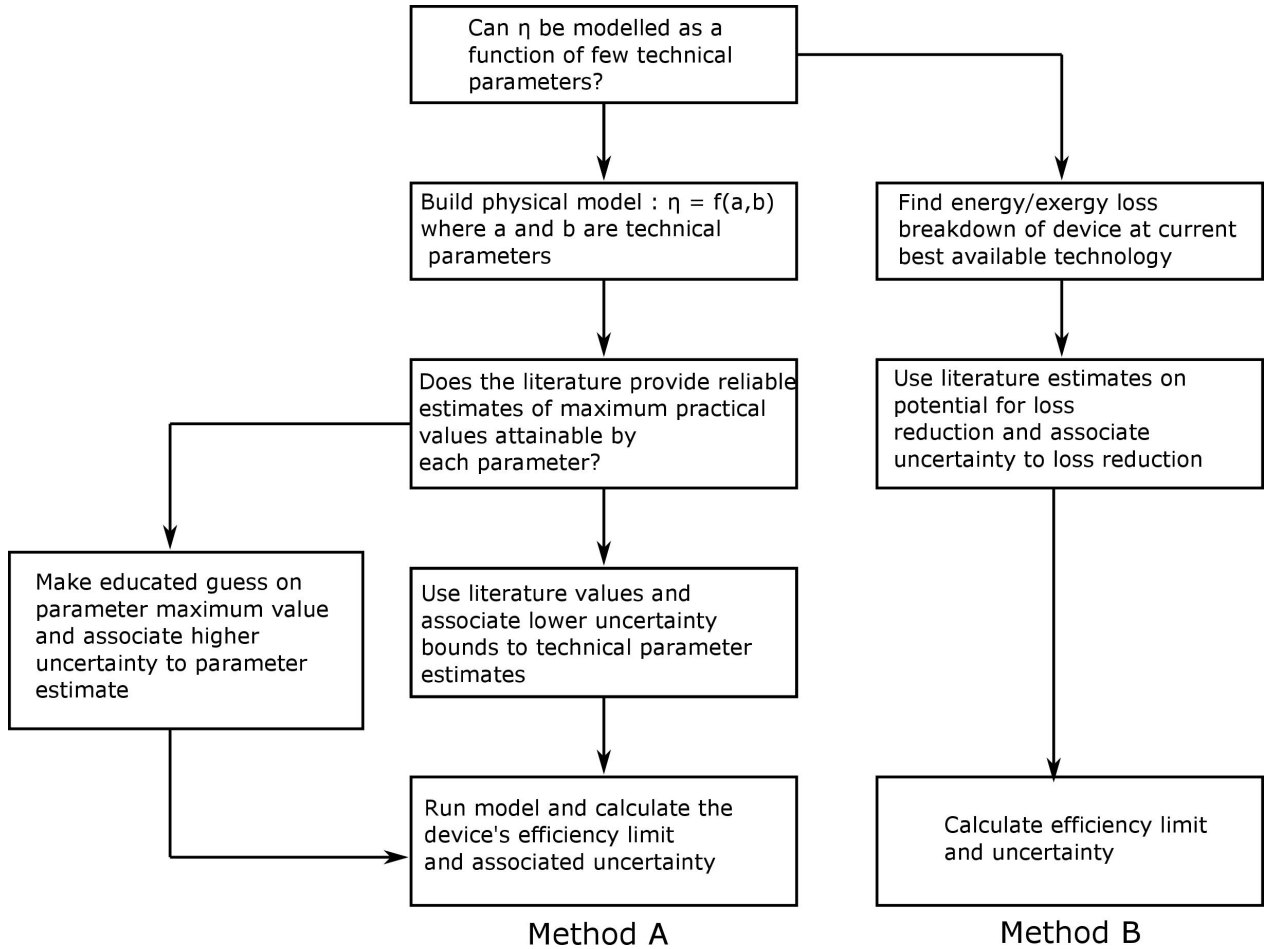 Can η be modelled as a
function of few technical
parameters?
Build physical model : η = f(a,b)
where a and b are technical
parameters
Find energy/exergy loss
breakdown of device at current
best available technology
Does the literature provide reliable
estimates of maximum practical
values attainable by
each parameter?
Use literature estimates on
potential for loss
reduction and associate
uncertainty to loss reduction
Make educated guess on
parameter maximum value
and associate higher
uncertainty to parameter
estimate
Use literature values and
associate lower uncertainty
bounds to technical parameter
estimates
Run model and calculate the
device's efficiency limit
and associated uncertainty
Calculate efficiency limit
and uncertainty
Method A
Method B